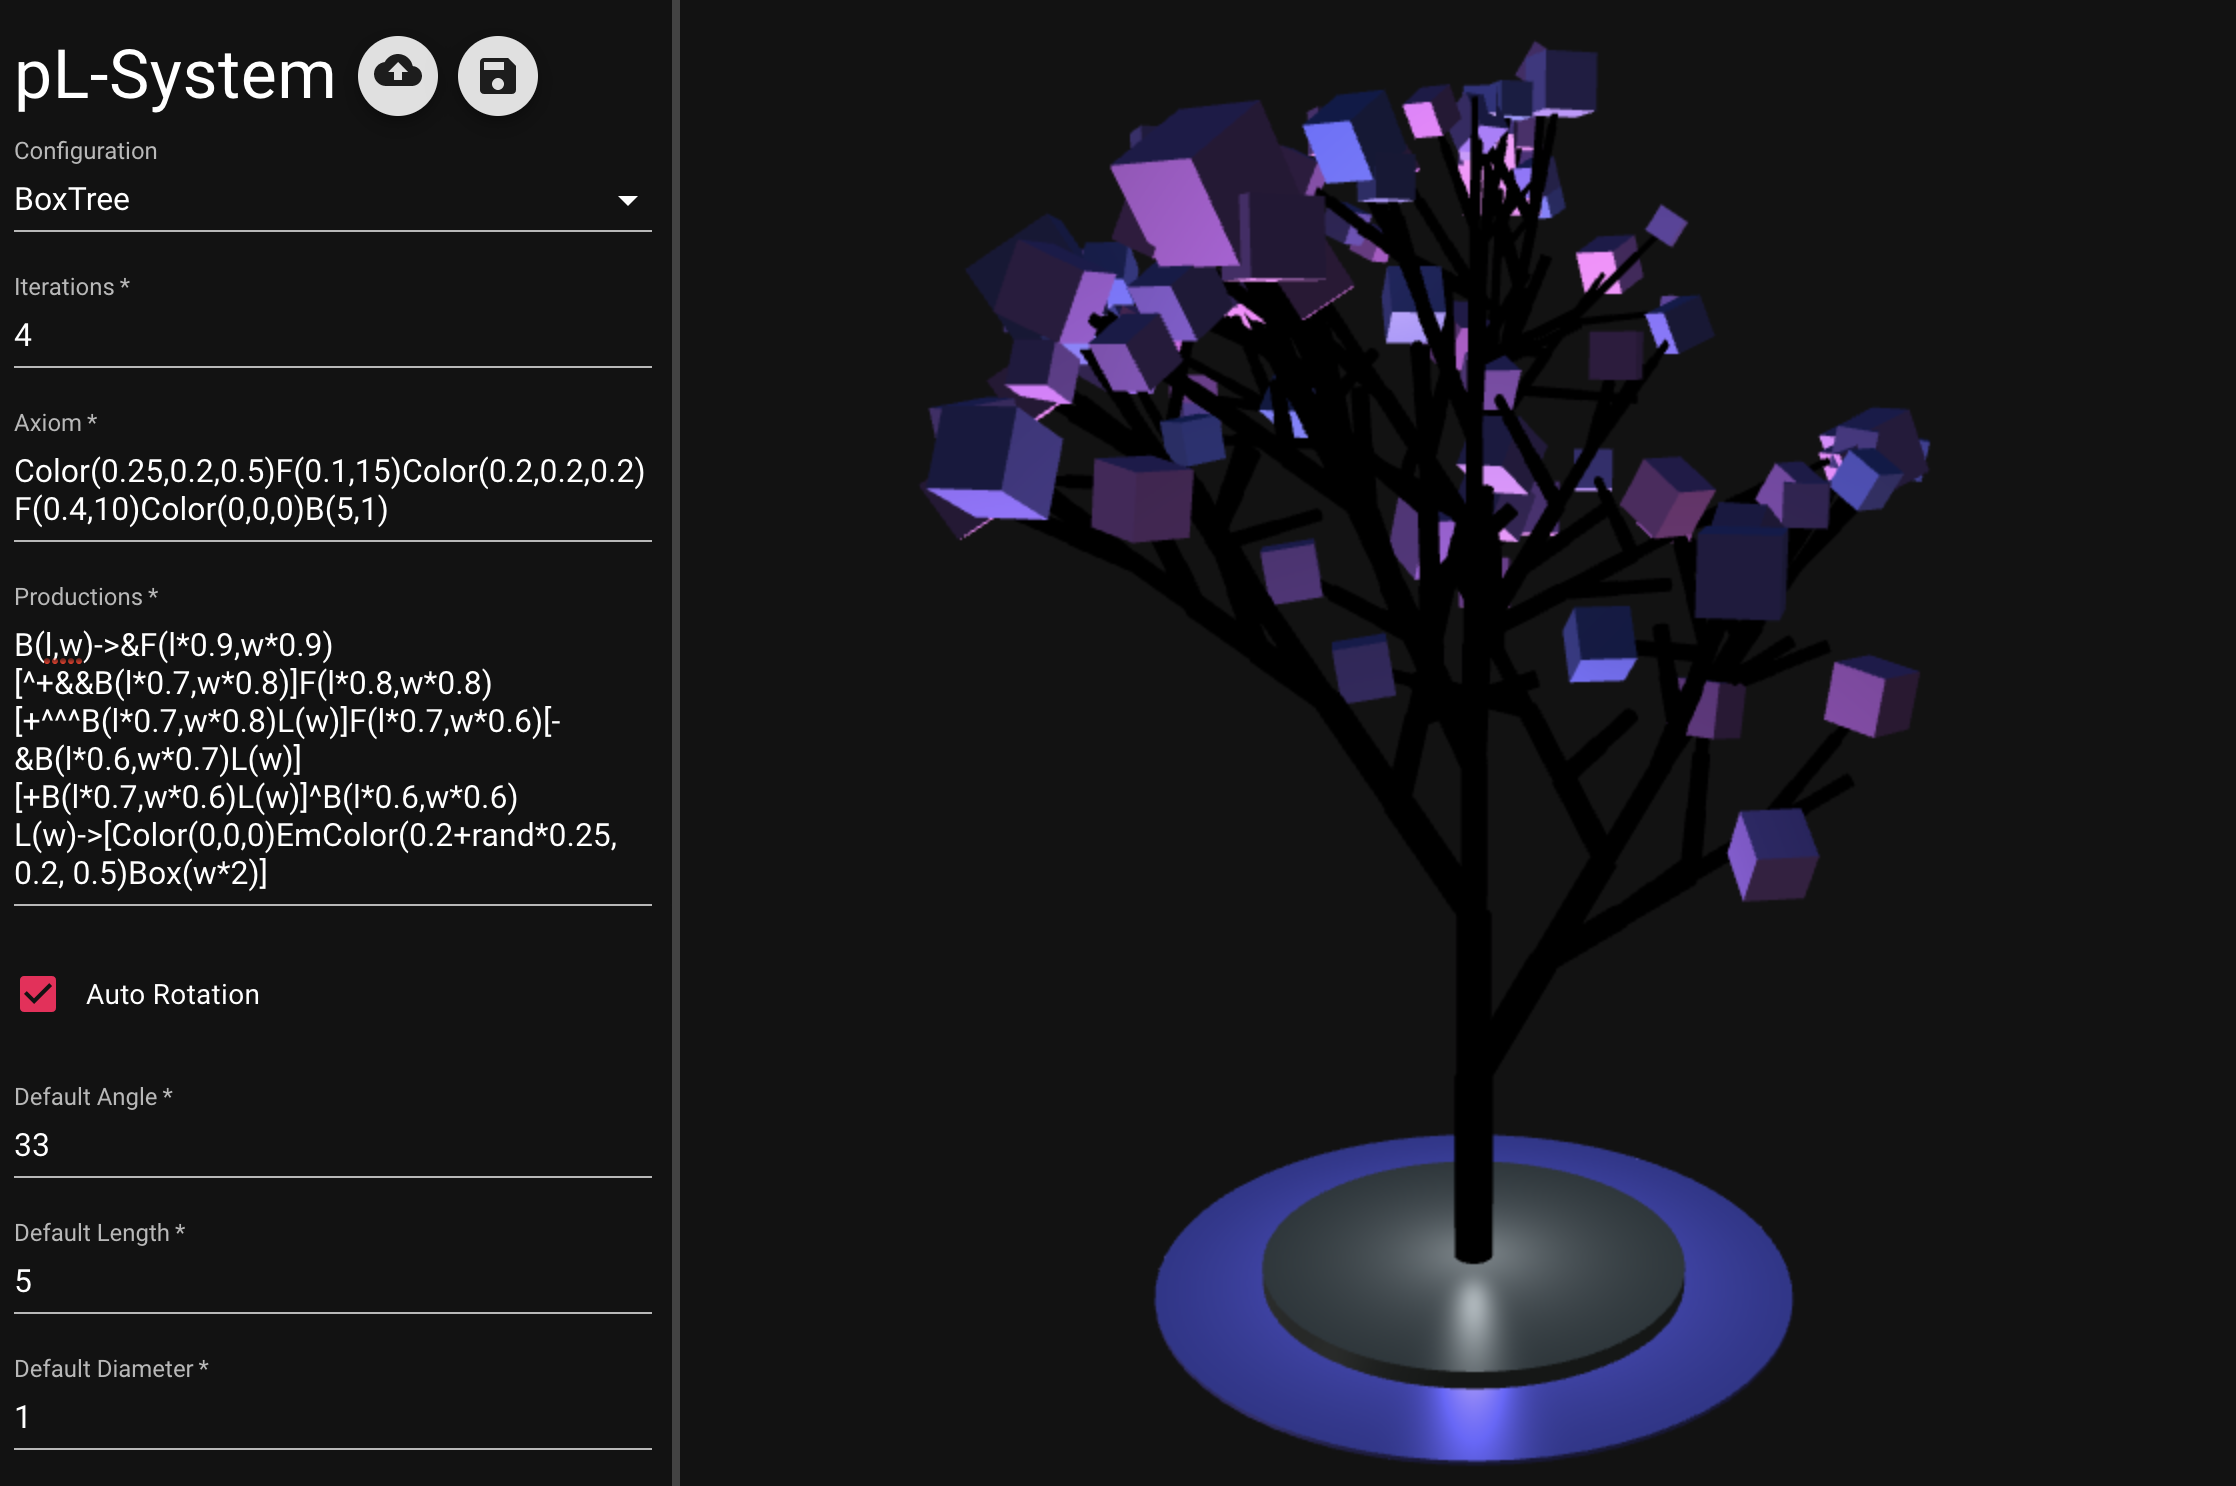 pL-System
Configuration
BoxTree
Iterations *
4
Axiom *
Color(0.25,0.2,0.5)F(0.1,15)Color(0.2,0.2,0.2)
F(0.4,10)Color(0,0,0)B(5,1)
Productions *
B(l,w)->&F(l*0.9,w*0.9)
[^+&&B(l*0.7,w*0.8)]F(l*0.8,w*0.8)
[+^^^B(l*0.7,w*0.8)L(w)]F(l*0.7,w*0.6)[-
&B(l*0.6,w*0.7)L(w)]
[+B(l*0.7,w*0.6)L(w)]^B(l*0.6,w*0.6)
L(w)->[Color(0,0,0)EmColor(0.2+rand*0.25,
0.2, 0.5)Box(w*2)]
Auto Rotation
Default Angle *
33
Default Length *
5
Default Diameter *
1